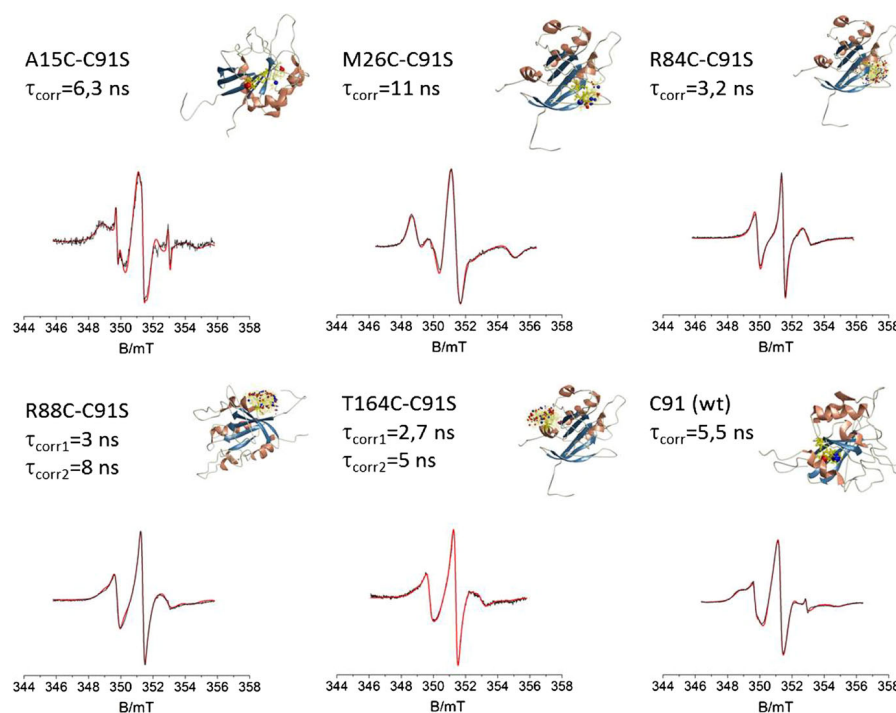 A15C-C91S
τcorr=6,3 ns
M26C-C91S
τcorr=11 ns
R84C-C91S
τcorr=3,2 ns
344 346 348 350 352 354 356 358
B/mT
344 346 348 350 352 354 356 358
B/mT
344 346 348 350 352 354 356 358
B/mT
R88C-C91S
τcorr1=3 ns
τcorr2=8 ns
T164C-C91S
τcorr1=2,7 ns
τcorr2=5 ns
C91 (wt)
τcorr=5,5 ns
344 346 348 350 352 354 356 358
B/mT
344 346 348 350 352 354 356 358
B/mT
344 346 348 350 352 354 356 358
B/mT